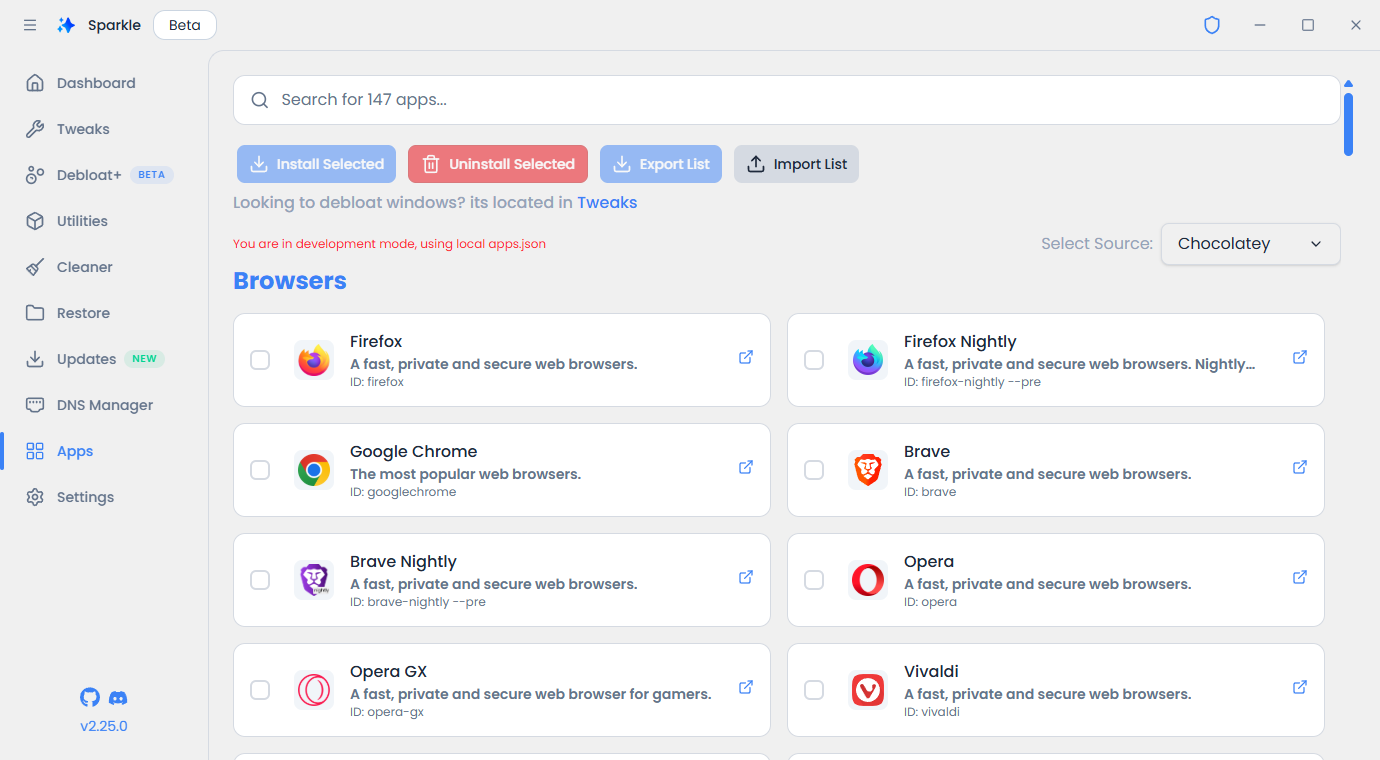 Sparkle Beta
Dashboard
Tweaks
Debloat+ BETA
Utilities
Cleaner
Restore
Updates NEW
DNS Manager
Apps
Settings
v2.25.0
Search for 147 apps...
Install Selected Uninstall Selected Export List Import List
Looking to debloat windows? its located in Tweaks
You are in development mode, using local apps.json
Select Source: Chocolatey
Browsers
Firefox
A fast, private and secure web browsers.
ID: firefox
Firefox Nightly
A fast, private and secure web browsers. Nightly...
ID: firefox-nightly --pre
Google Chrome
The most popular web browsers.
ID: googlechrome
Brave
A fast, private and secure web browsers.
ID: brave
Brave Nightly
A fast, private and secure web browsers.
ID: brave-nightly --pre
Opera
A fast, private and secure web browsers.
ID: opera
Opera GX
A fast, private and secure web browser for gamers.
ID: opera-gx
Vivaldi
A fast, private and secure web browsers.
ID: vivaldi